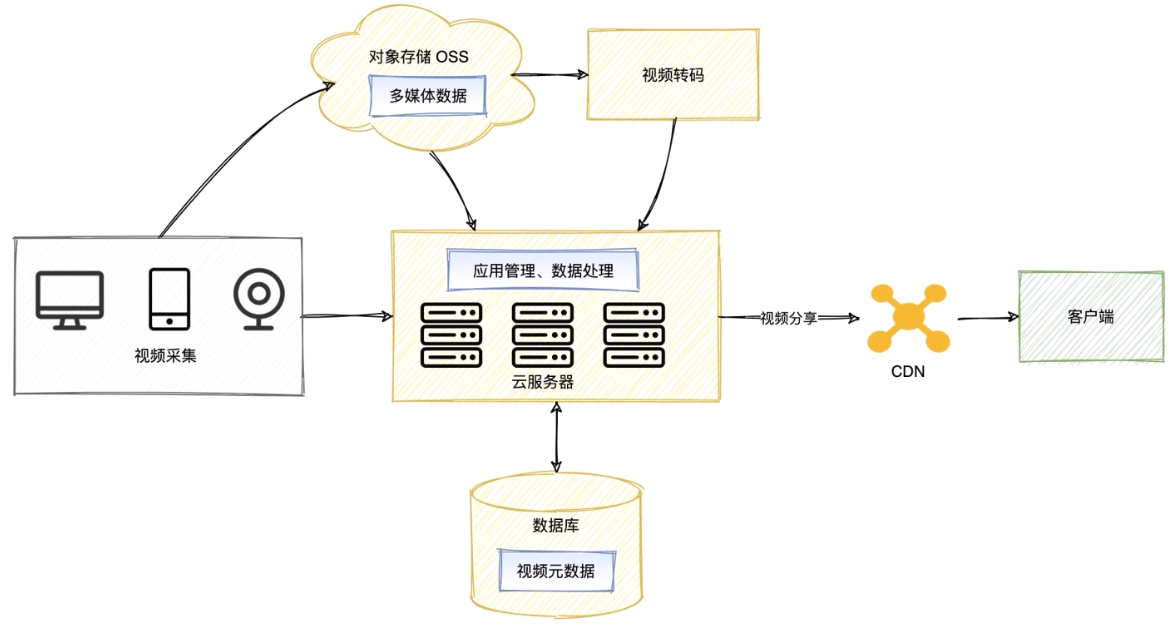 对象存储 OSS
多媒体数据
视频转码
视频采集
应用管理、数据处理
云服务器
视频分享
CDN
客户端
数据库
视频元数据